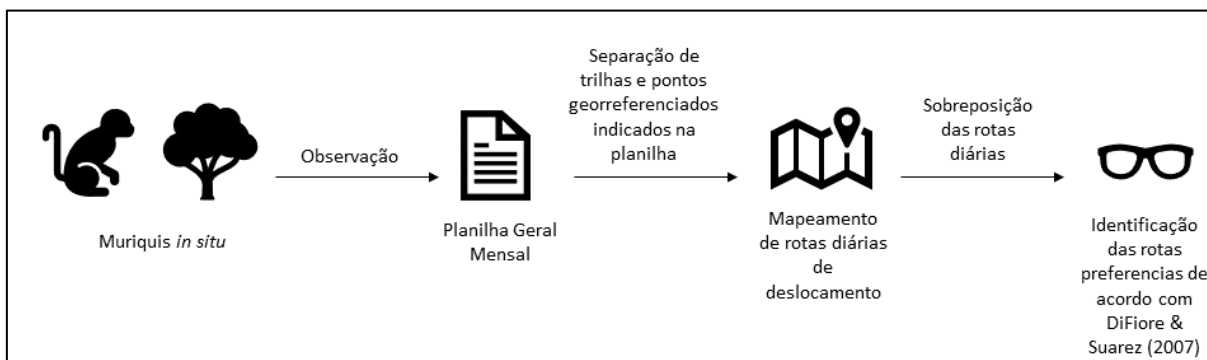 Observação
Muriquis in situ
Planilha Geral
Mensal
Separação de
trilhas e pontos
georreferenciados
indicados na
planilha
Mapeamento
de rotas diárias
de
deslocamento
Sobreposição
das rotas
diárias
Identificação
das rotas
preferencias de
acordo com
DiFiore &
Suarez (2007)